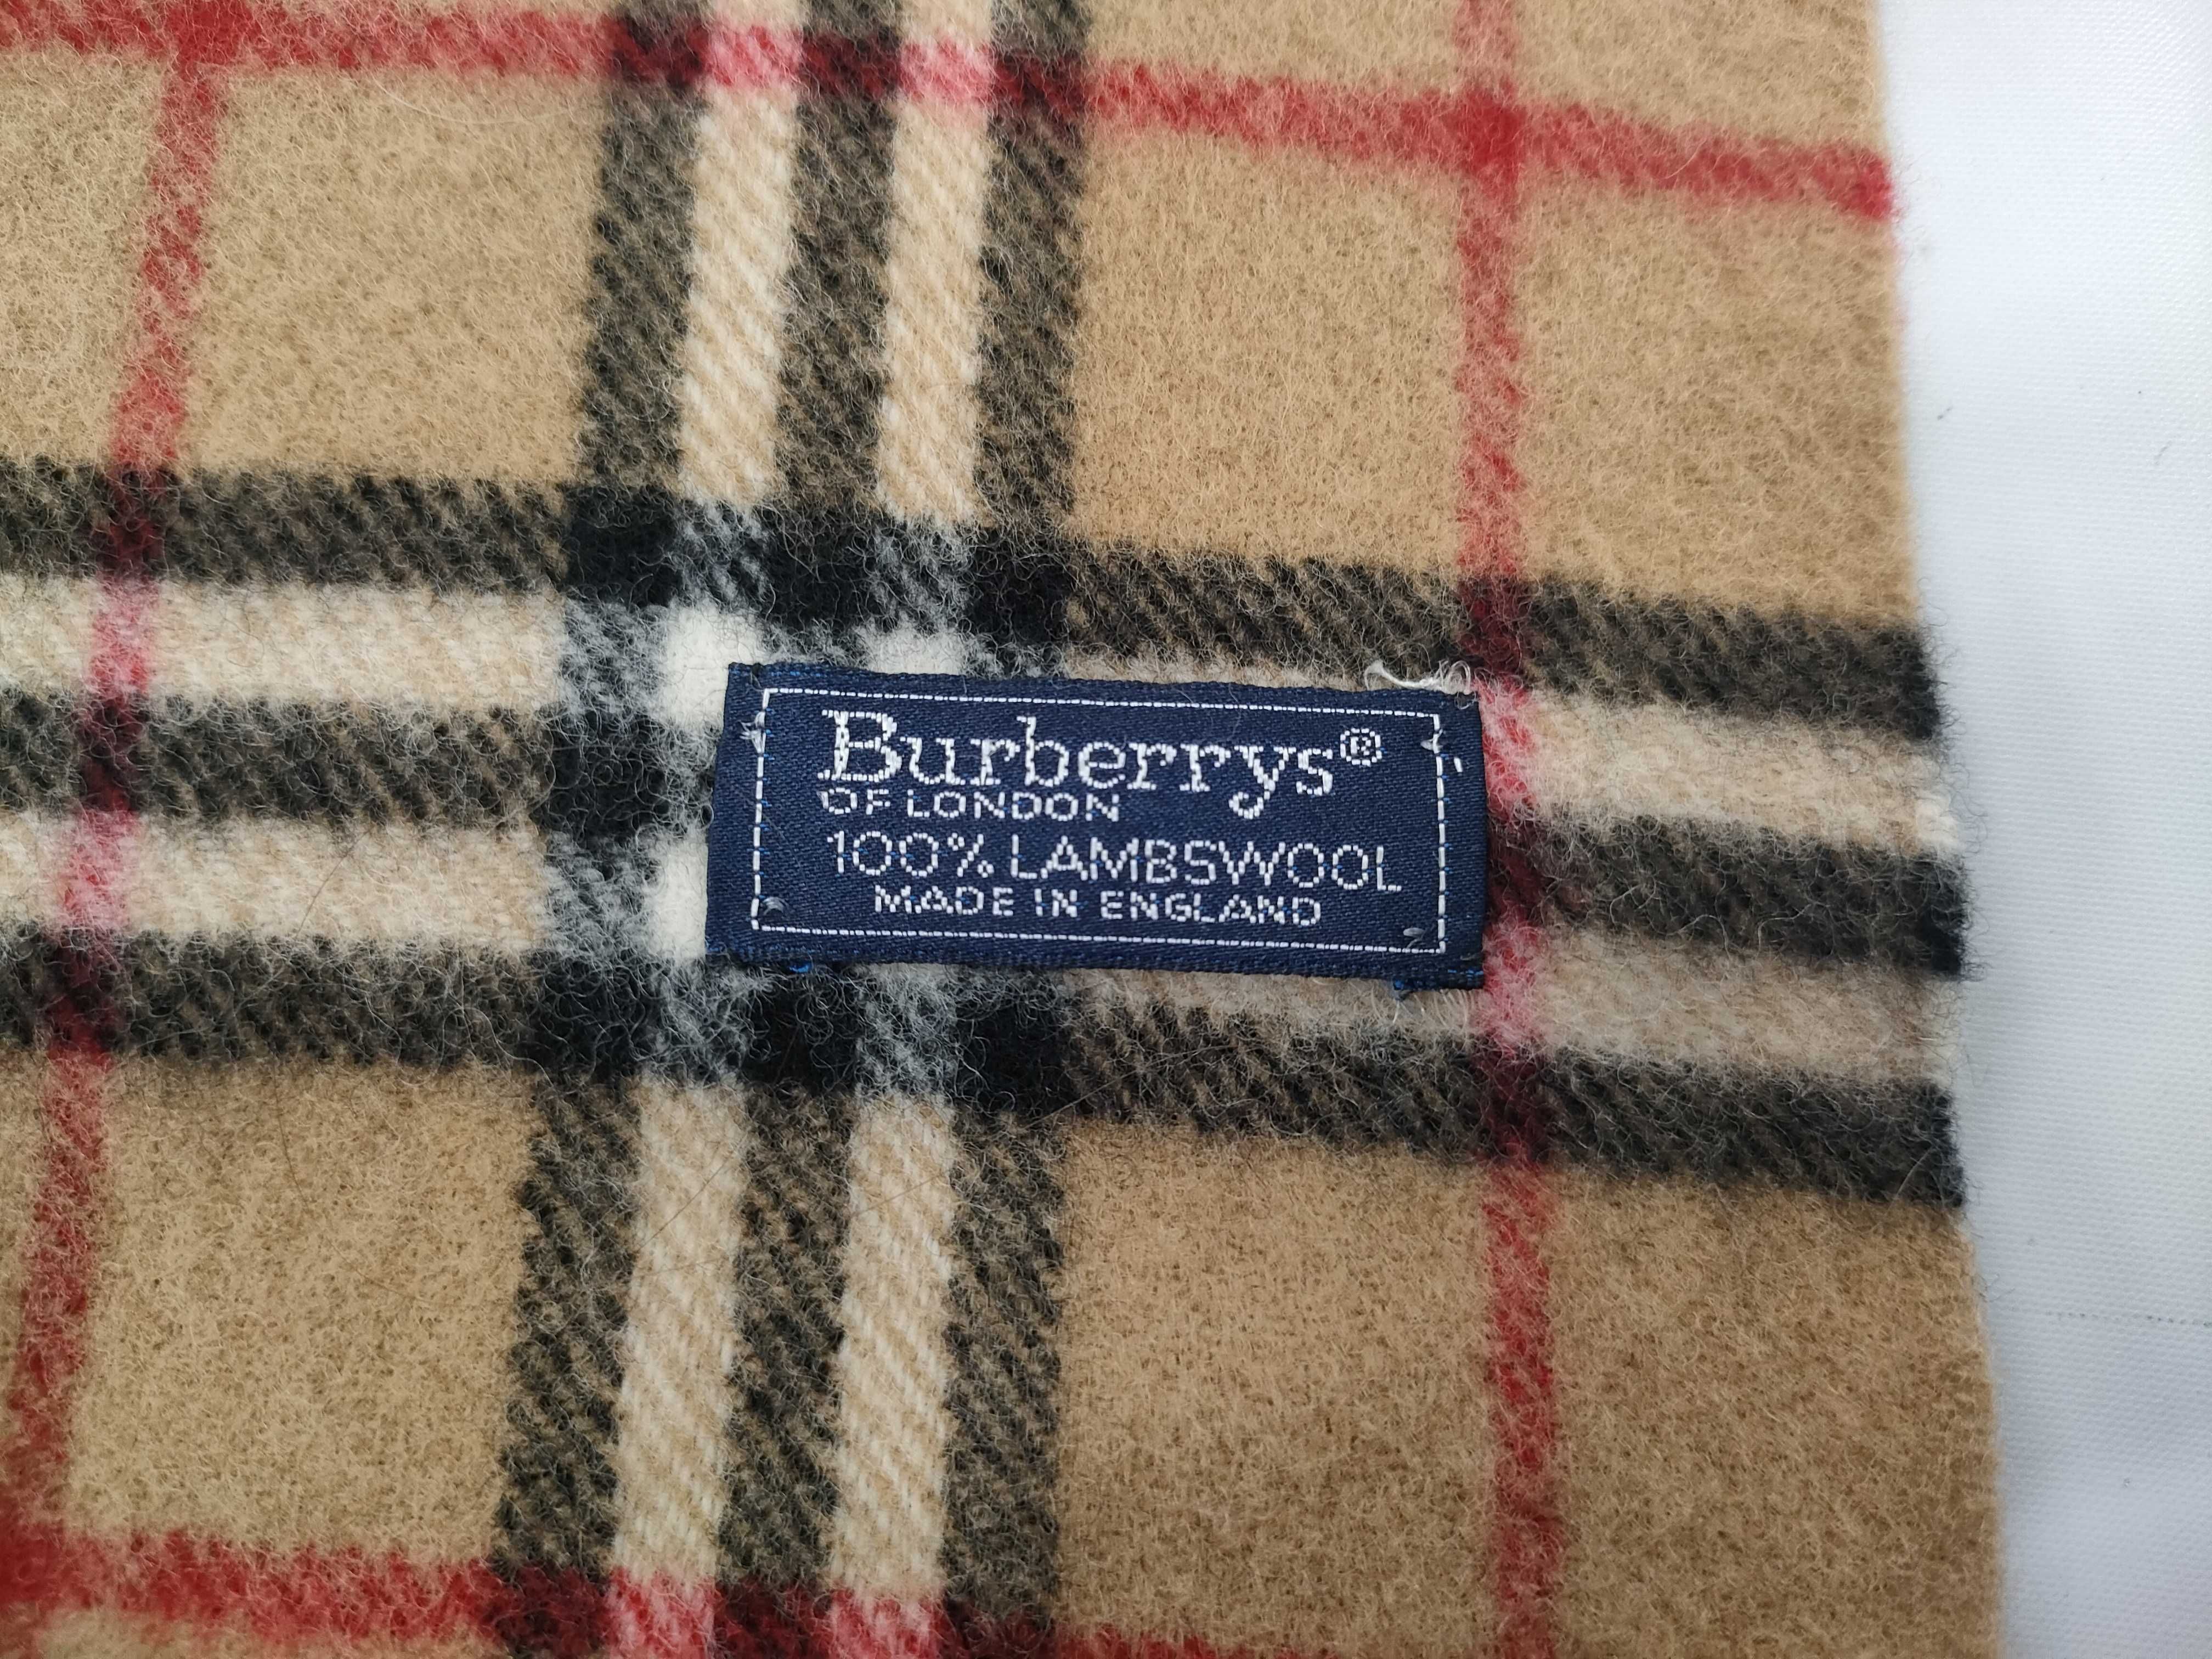 Burberrys®
OF LONDON
100% LAMBSWOOL
MADE IN ENGLAND